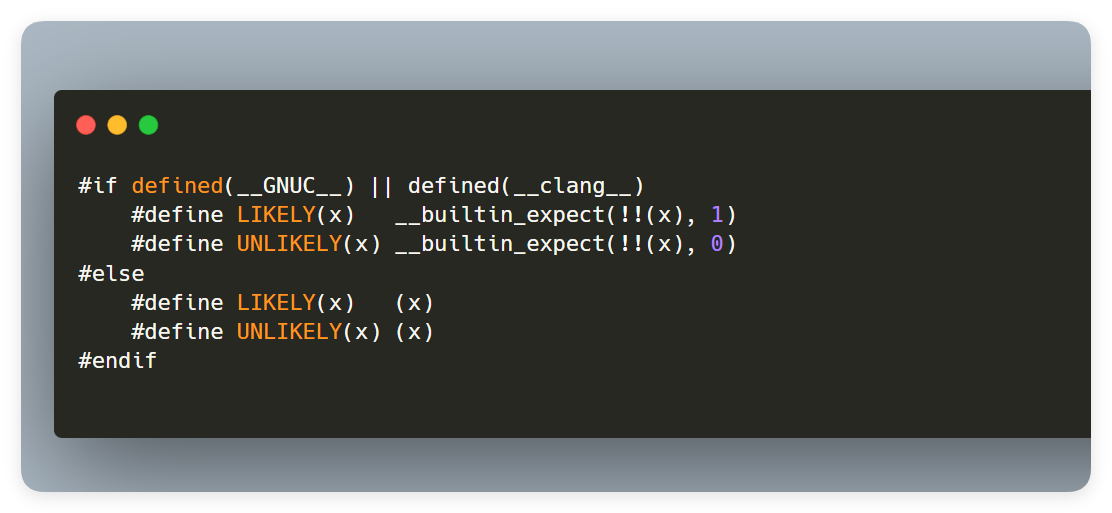 #if defined(__GNUC__) || defined(__clang__)
    #define LIKELY(x)   __builtin_expect(!!(x), 1)
    #define UNLIKELY(x) __builtin_expect(!!(x), 0)
#else
    #define LIKELY(x)   (x)
    #define UNLIKELY(x) (x)
#endif